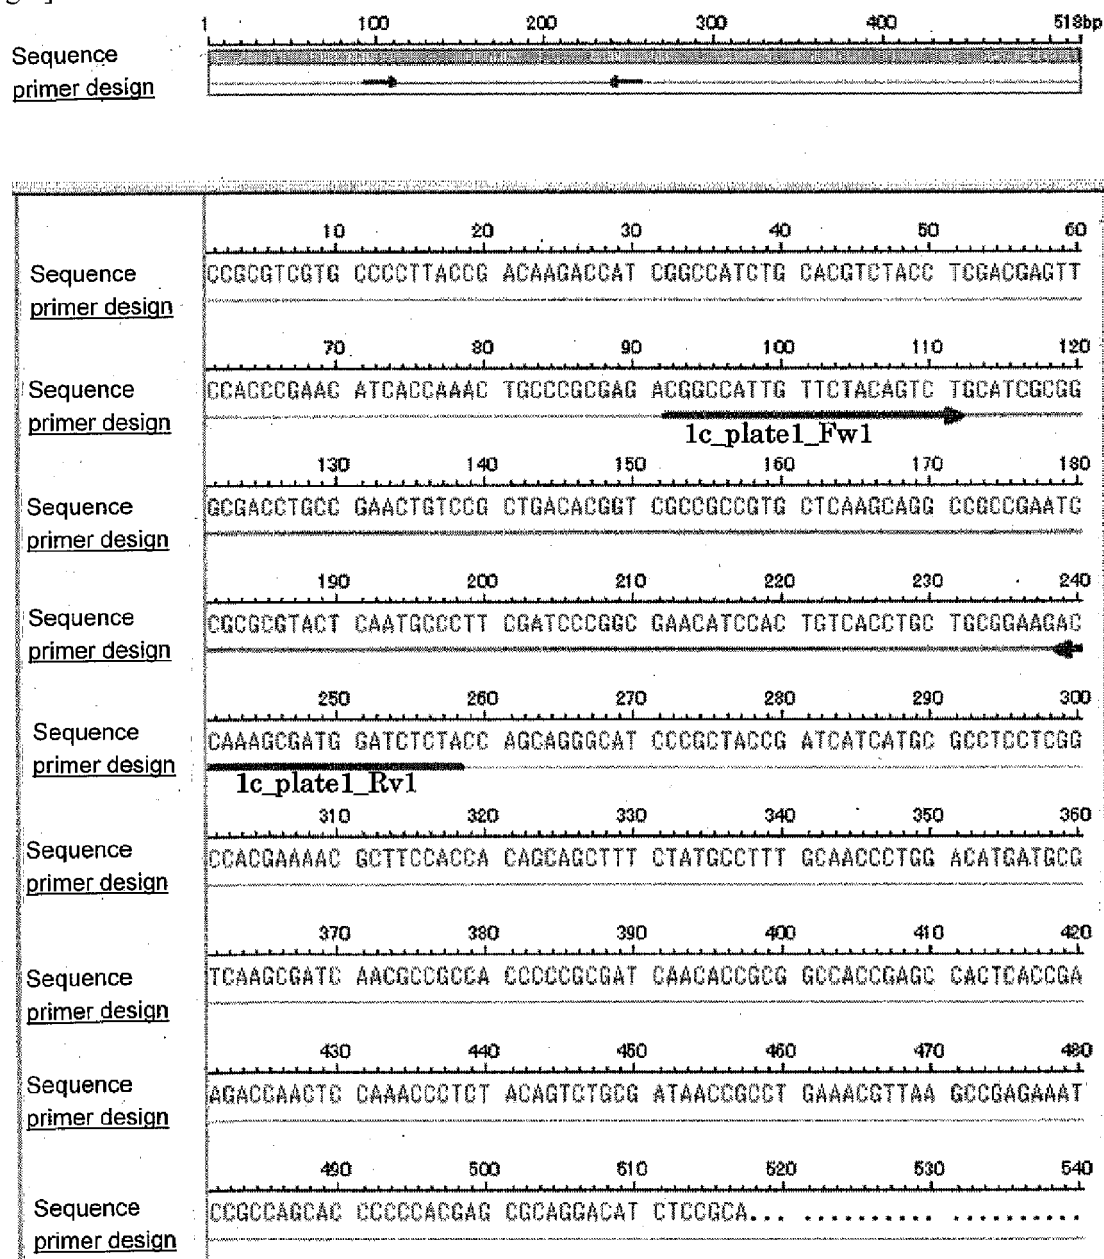 1 100 200 300 400 518bp
Sequence
primer design
10 20 30 40 50 60
Sequence CCGCGTCGTG CCCCTTACCG ACAAGACCAT CGGCCATCTG CACGTCTACC TCGACGAGTT
primer design
70 80 90 100 110 120
Sequence CCACCCGAAC ATCACCAAAC TGCCCGCGAG ACGGCCATTG TTCTACAGTC TGCATCGCGG
primer design
1c_plate1_Fw1
130 140 150 160 170 180
Sequence GCGACCTGCC GAACTGTCCG CTGACACGGT CGCCGCCGTG CTCAAGCAGG CCGCCGAATC
primer design
190 200 210 220 230 240
Sequence CGCGCGTACT CAATGCCCTT CGATCCCGGC GAACATCCAC TGTCACCTGC TGCGGAAGAC
primer design
250 260 270 280 290 300
Sequence CAAAGCGATG GATCTCTACC AGCAGGGCAT CCCGCTACCG ATCATCATGC GCCTCCTCGG
primer design
1c_plate1_Rv1
310 320 330 340 350 360
Sequence CCACGAAAAC GCTTCCACCA CAGCAGCTTT CTATGCCTTT GCAACCCTGG ACATGATGCG
primer design
370 380 390 400 410 420
Sequence TCAAGCGATC AACGCCGCCA CCCCCGCGAT CAACACCGCG GCCACCGAGC CACTCACCGA
primer design
430 440 450 460 470 480
Sequence AGACCAACTC CAAACCCTCT ACAGTCTGCG ATAACCGCCT GAAACGTTAA GCCGAGAAAT
primer design
490 500 510 520 530 540
Sequence CCGCCAGCAC CCCCCACGAG CGCAGGACAT CTCCGCA... .......... ..........
primer design